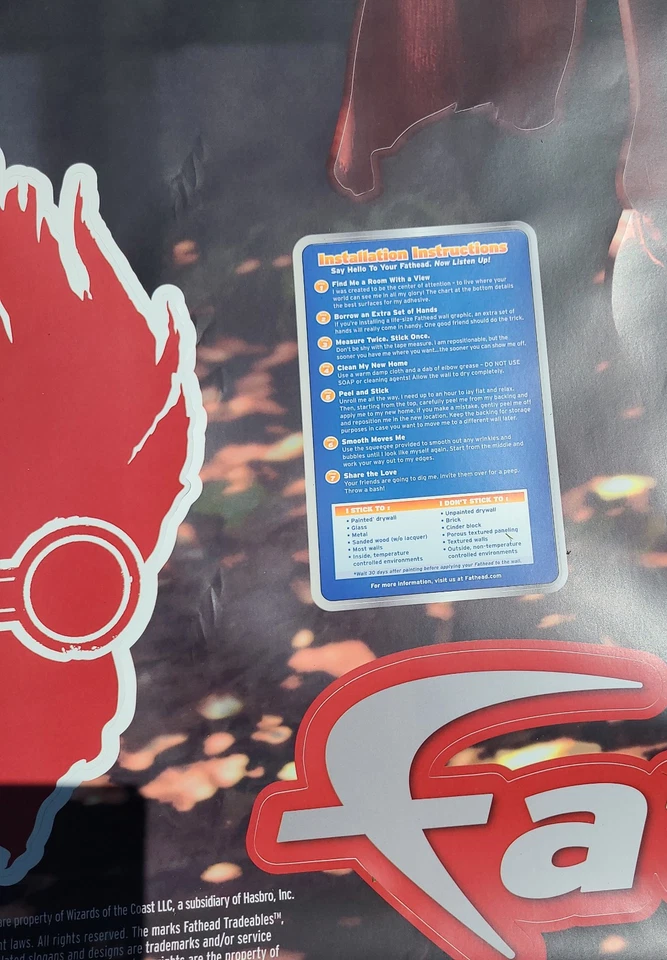 Installation Instructions
Say Hello To Your Fathead. Now Listen Up!
1 Find Me a Room With a View
I was created to be the center of attention - to live where your
world can see me in all my glory! The chart at the bottom details
the best surfaces for my adhesive.
2 Borrow an Extra Set of Hands
If you're installing a life-size Fathead wall graphic, an extra set of
hands will really come in handy. One good friend should do the trick.
3 Measure Twice. Stick Once.
Don't be shy with the tape measure. I am repositionable, but the
sooner you have me where you want...the sooner you can show me off.
4 Clean My New Home
Use a warm damp cloth and a dab of elbow grease - DO NOT USE
SOAP or cleaning agents! Allow the wall to dry completely.
5 Peel and Stick
Unroll me all the way. I need up to an hour to lay flat and relax.
Then, starting from the top, carefully peel me from my backing and
apply me to my new home. If you make a mistake, gently peel me off
and reposition me in the new location. Keep the backing for storage
purposes in case you want to move me to a different wall later.
6 Smooth Moves Me
Use the squeegee provided to smooth out any wrinkles and
bubbles until I look like myself again. Start from the middle and
work your way out to my edges.
7 Share the Love
Your friends are going to dig me, invite them over for a peep.
Throw a bash!
I STICK TO :
• Painted* drywall
• Glass
• Metal
• Sanded wood (w/o lacquer)
• Most walls
• Inside, temperature
controlled environments
I DON'T STICK TO :
• Unpainted drywall
• Brick
• Cinder block
• Porous textured paneling
• Textured walls
• Outside, non-temperature
controlled environments
*Wait 30 days after painting before applying your Fathead to the wall.
For more information, visit us at Fathead.com
fa
are property of Wizards of the Coast LLC, a subsidiary of Hasbro, Inc.
nt laws. All rights reserved. The marks Fathead Tradeables™,
slogans and designs are trademarks and/or service
are the property of